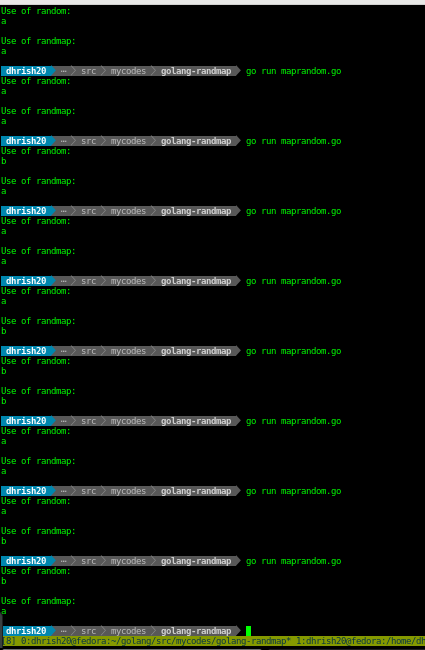 Use of random:
a
Use of randmap:
a
dhrish20 ⋯ src mycodes golang-randmap go run maprandom.go
Use of random:
a
Use of randmap:
a
dhrish20 ⋯ src mycodes golang-randmap go run maprandom.go
Use of random:
b
Use of randmap:
a
dhrish20 ⋯ src mycodes golang-randmap go run maprandom.go
Use of random:
a
Use of randmap:
a
dhrish20 ⋯ src mycodes golang-randmap go run maprandom.go
Use of random:
a
Use of randmap:
b
dhrish20 ⋯ src mycodes golang-randmap go run maprandom.go
Use of random:
b
Use of randmap:
b
dhrish20 ⋯ src mycodes golang-randmap go run maprandom.go
Use of random:
a
Use of randmap:
a
dhrish20 ⋯ src mycodes golang-randmap go run maprandom.go
Use of random:
a
Use of randmap:
b
dhrish20 ⋯ src mycodes golang-randmap go run maprandom.go
Use of random:
b
Use of randmap:
a
dhrish20 ⋯ src mycodes golang-randmap
[8] 0:dhrish20@fedora:~/golang/src/mycodes/golang-randmap* 1:dhrish20@fedora:/home/dh